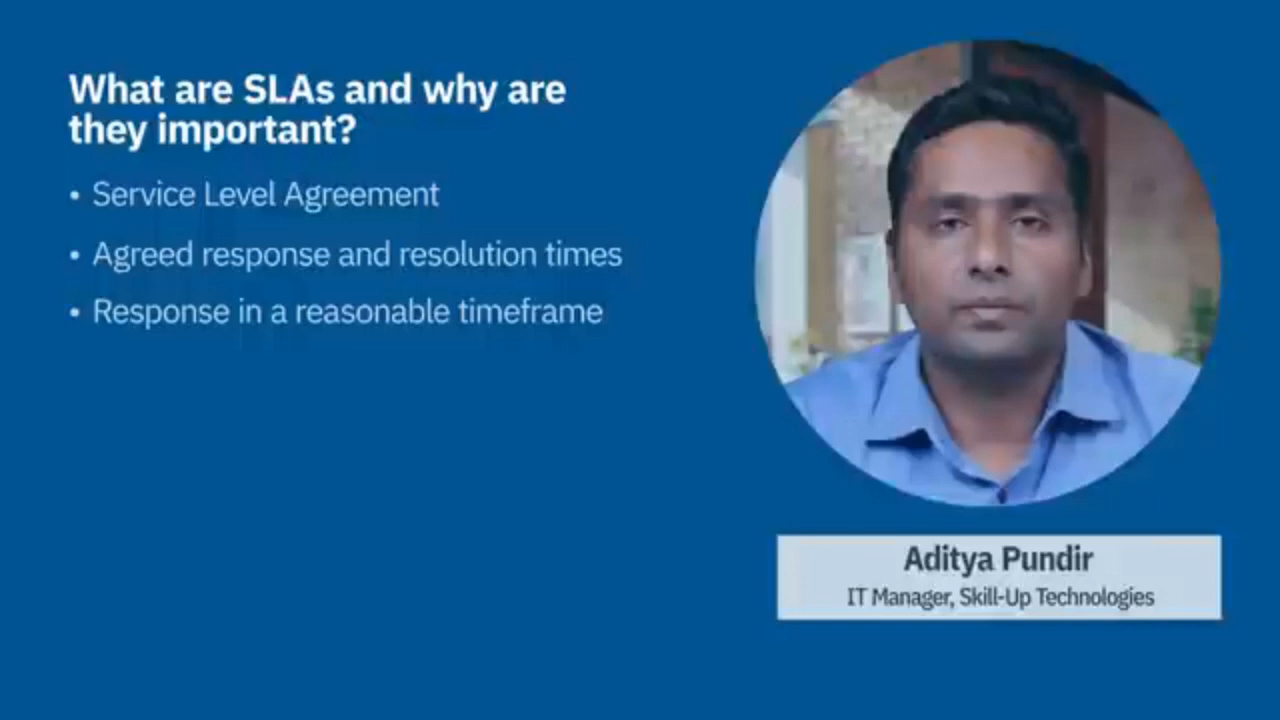 What are SLAs and why are
they important?
• Service Level Agreement
• Agreed response and resolution times
• Response in a reasonable timeframe
Aditya Pundir
IT Manager, Skill-Up Technologies